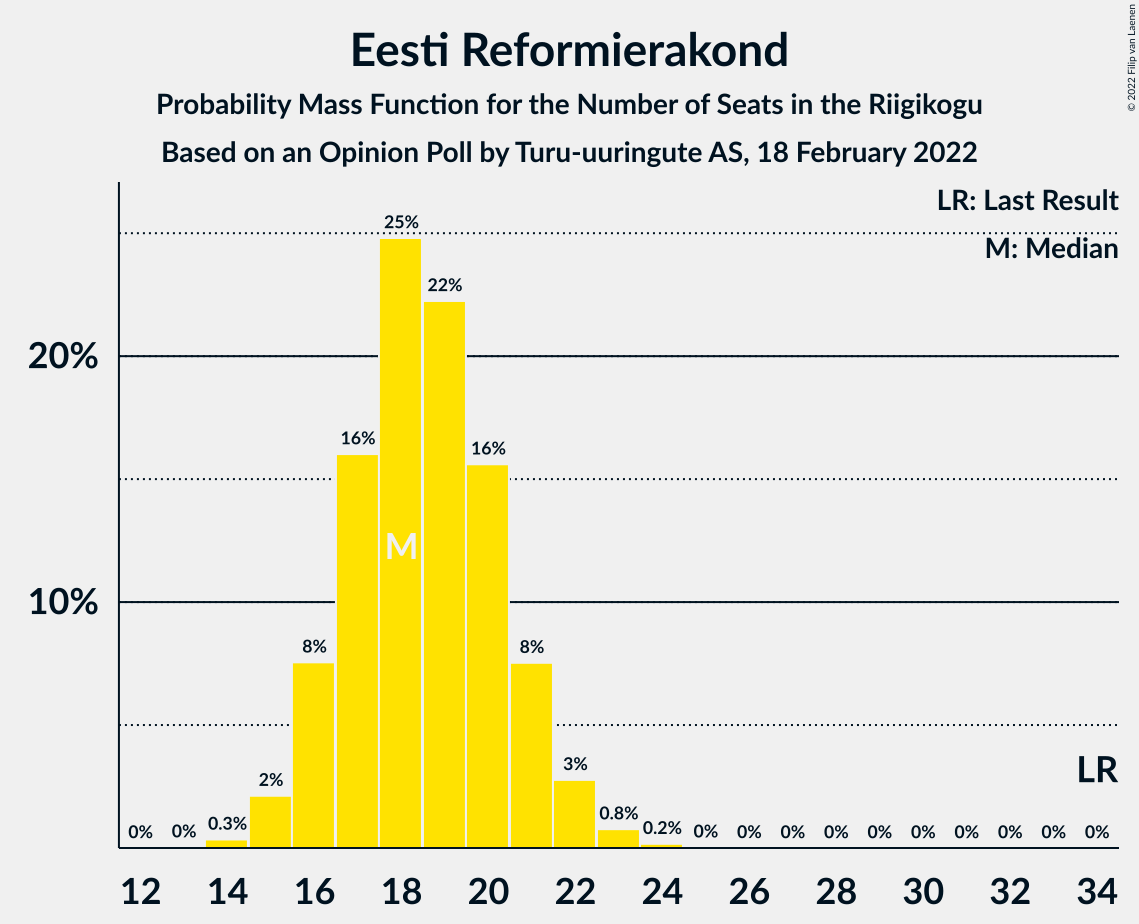 Eesti Reformierakond
Probability Mass Function for the Number of Seats in the Riigikogu
Based on an Opinion Poll by Turu-uuringute AS, 18 February 2022
© 2022 Filip van Laenen
LR: Last Result
M: Median
20%
10%
0%
0%
0.3%
2%
8%
16%
25%
22%
16%
8%
3%
0.8%
0.2%
0%
0%
0%
0%
0%
0%
0%
0%
0%
0%
M
LR
12 14 16 18 20 22 24 26 28 30 32 34